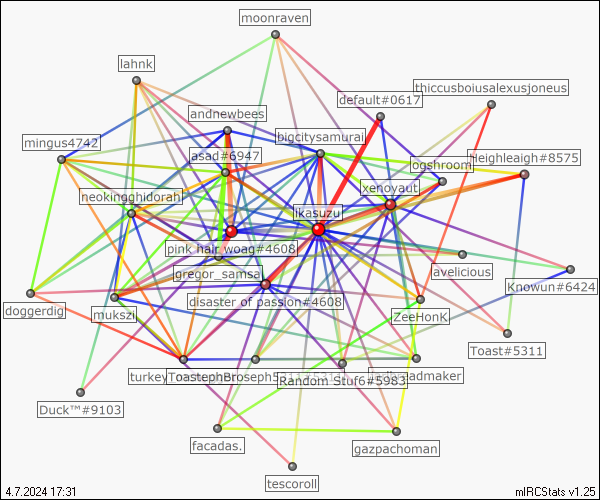 moonraven
lahnk
thiccusboiusalexusjoneus
default#0617
andnewbees
bigcitysamurai
mingus4742
asad#6947
Heighleigh#8575
ogshroom
xenoyaut
neokingghidorah
ikasuzu
pink hair woag#4608
gregor_samsa
avelicious
Knowun#6424
disaster of passion#4608
doggerdig
mukszi
ZeeHonK
Toast#5311
turkey
Toasteph
Random Stuf6#5983
admaker
Duck™#9103
facadas.
gazpachoman
tescoroll
4.7.2024 17:31
mIRCStats v1.25